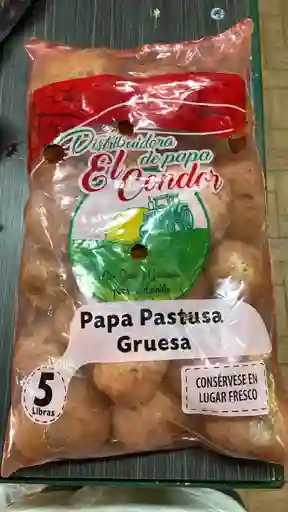 Distribuidora
de papa
El Condor
Papa Pastusa
Gruesa
5
Libras
CONSÉRVESE EN
LUGAR FRESCO